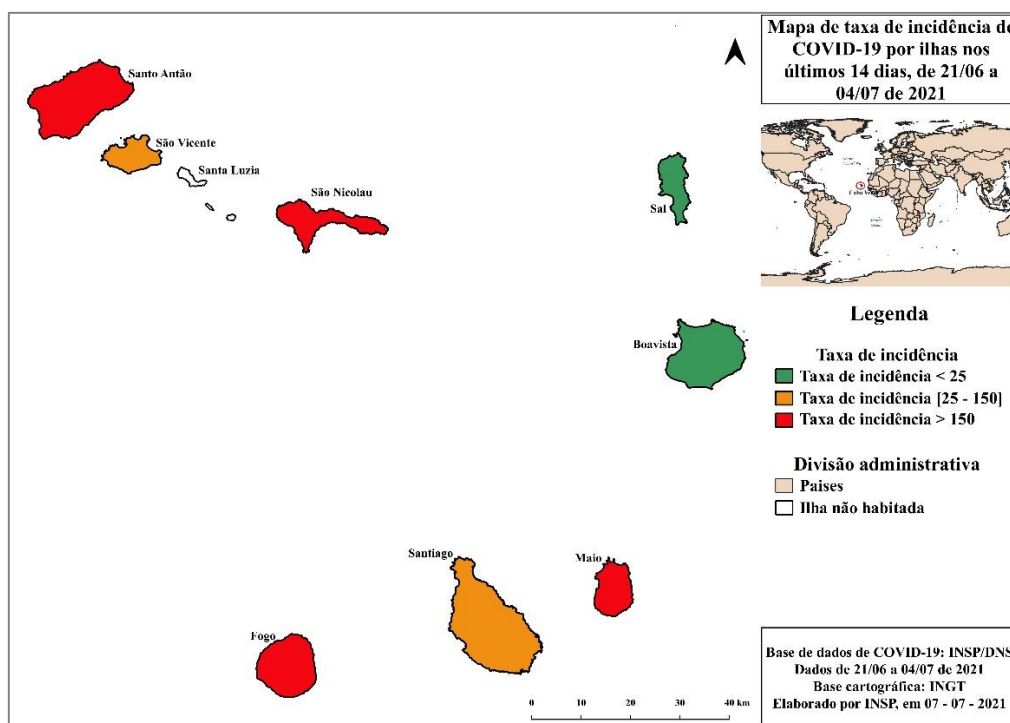 Mapa de taxa de incidência de
COVID-19 por ilhas nos
últimos 14 dias, de 21/06 a
04/07 de 2021
Santo Antão
São Vicente
Santa Luzia
São Nicolau
Sal
Boavista
Santiago
Maio
Fogo
Legenda
Taxa de incidência
Taxa de incidência < 25
Taxa de incidência [25 - 150]
Taxa de incidência > 150
Divisão administrativa
Paises
Ilha não habitada
0 10 20 30 40 km
Base de dados de COVID-19: INSP/DNS
Dados de 21/06 a 04/07 de 2021
Base cartográfica: INGT
Elaborado por INSP, em 07 - 07 - 2021